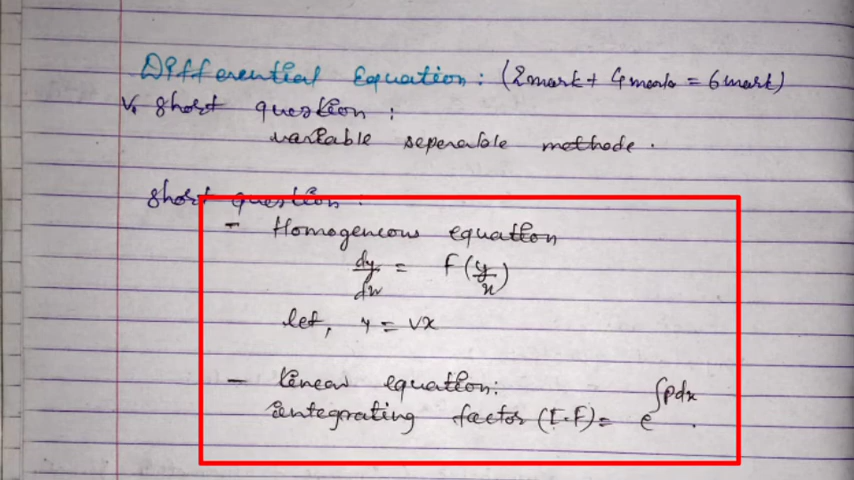 Differential Equation: (2mark + 4mark = 6mark)
V. short question:
variable seperable methode.
short question:
- Homogeneous equation
dy/dx = F(y/x)
let, y = vx
- linear equation:
integrating factor (I.F) = e^∫Pdx.